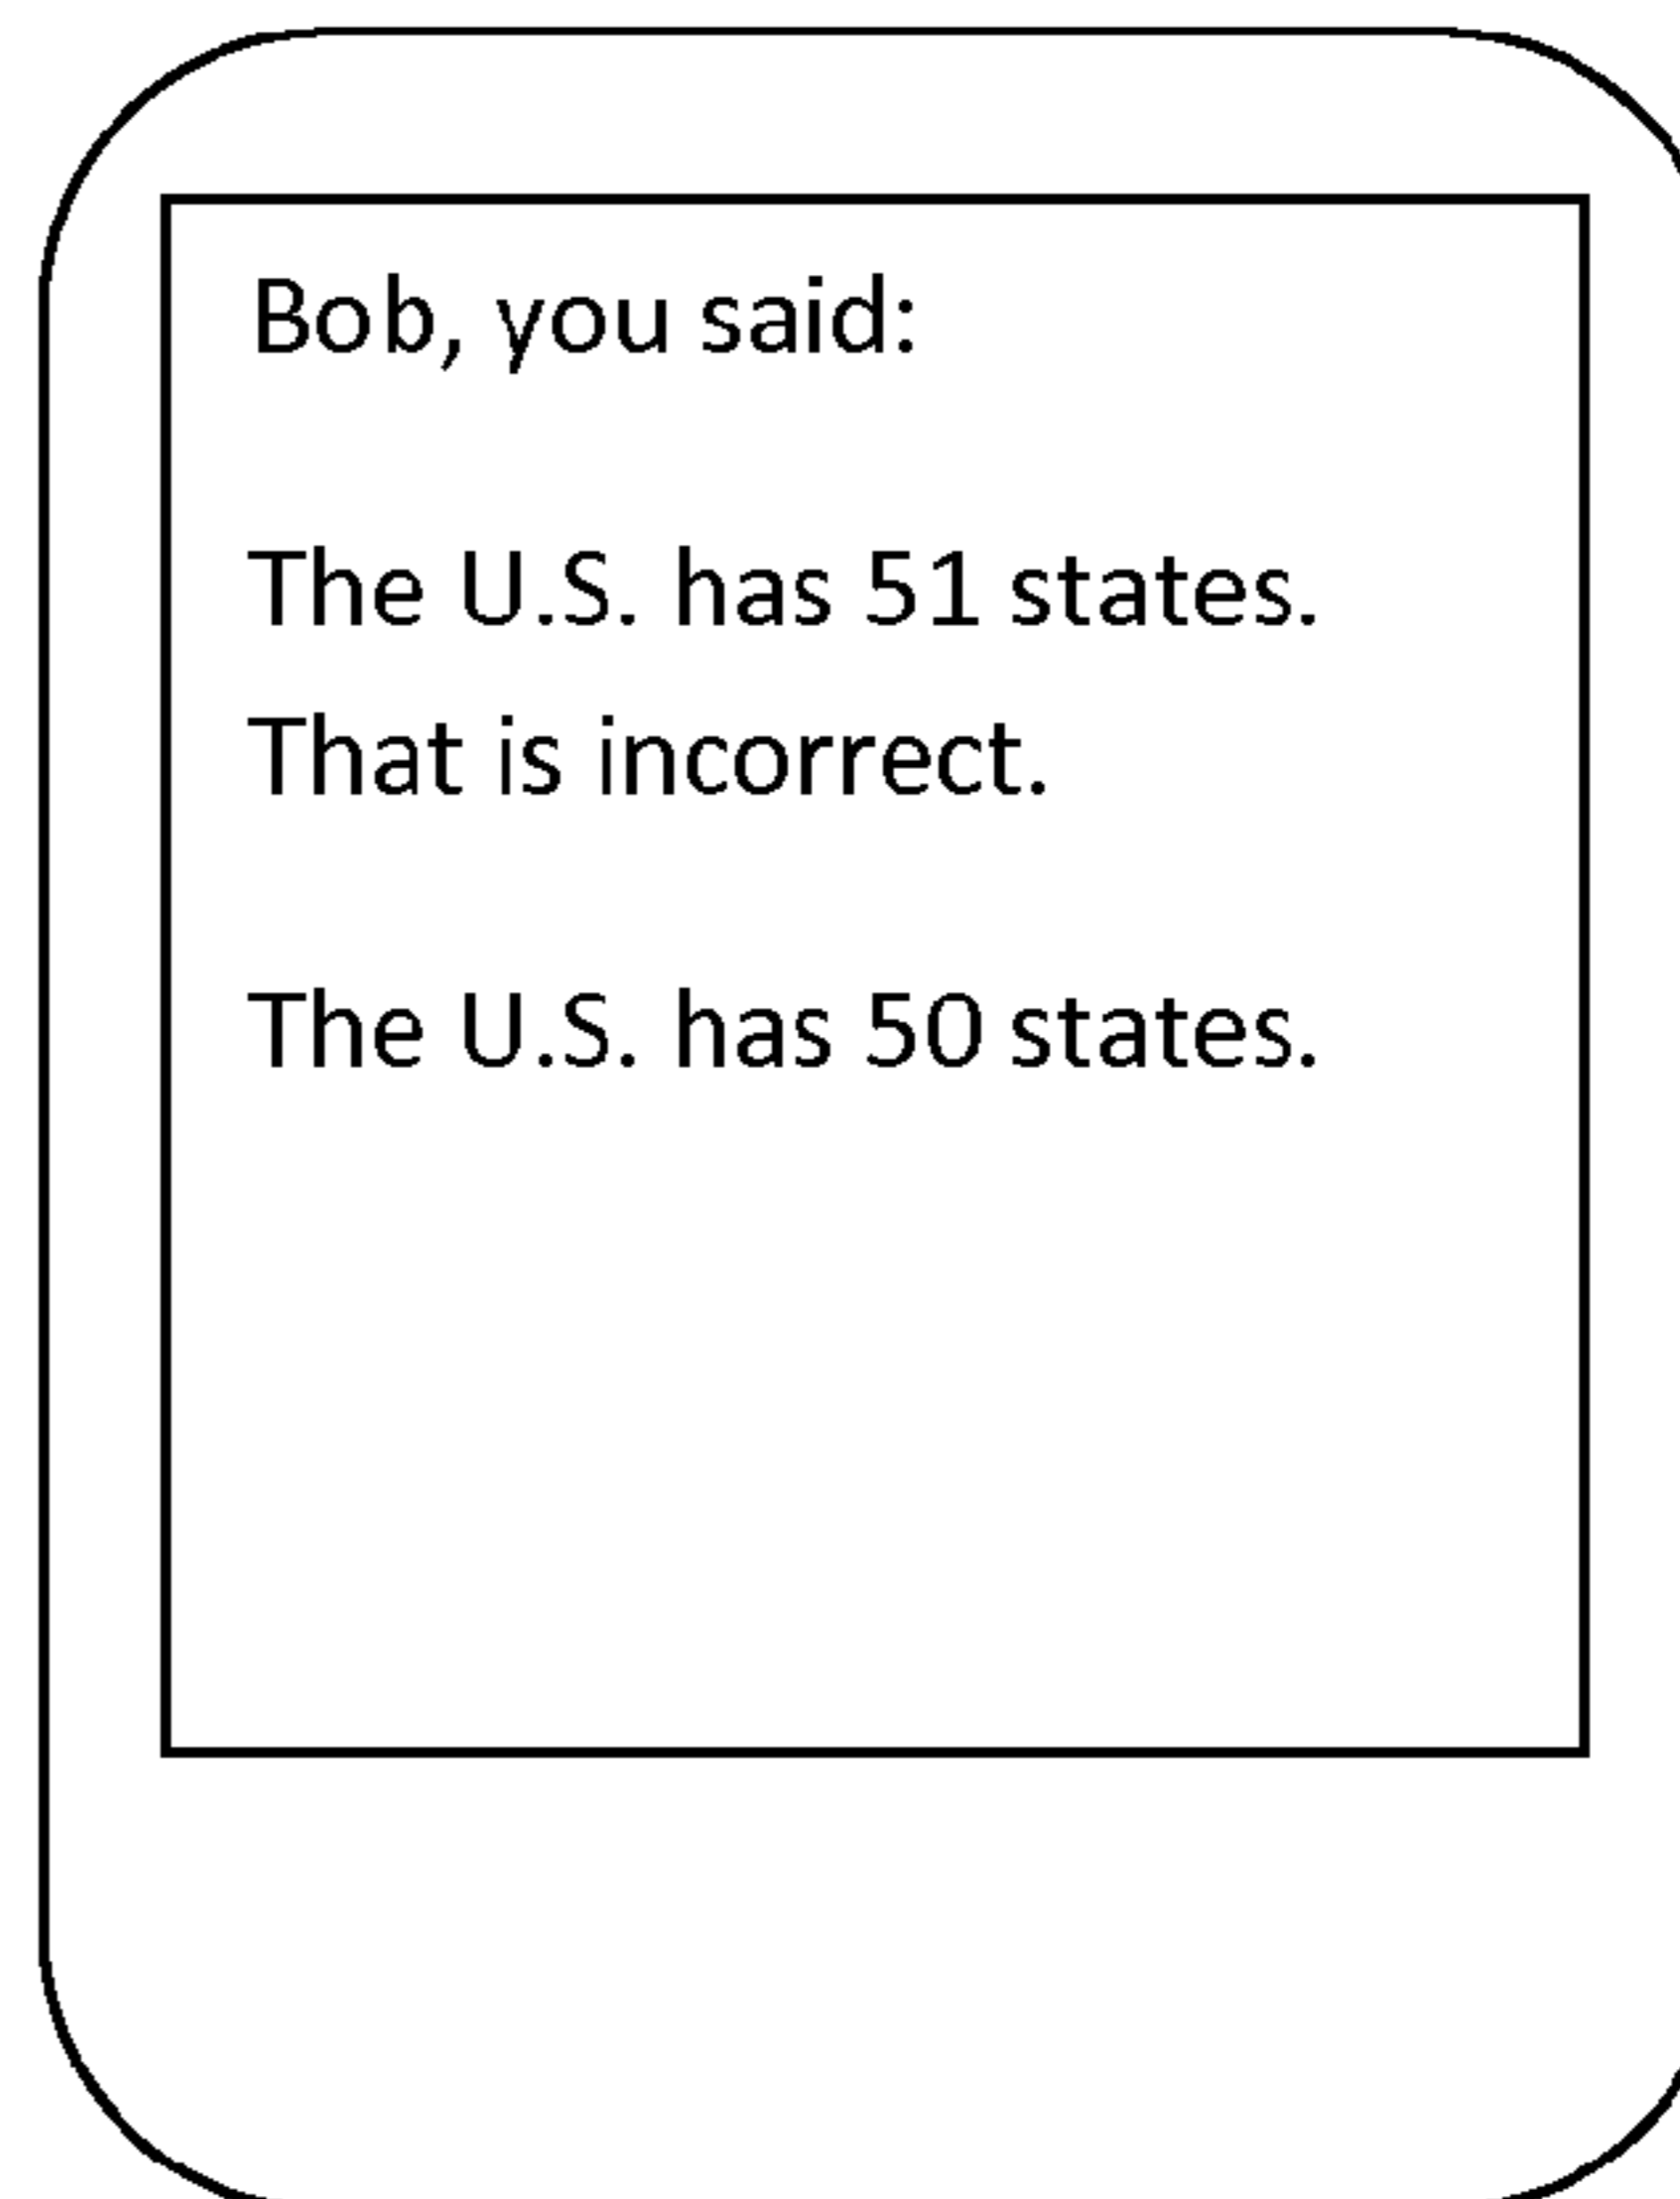 Bob, you said:
The U.S. has 51 states.
That is incorrect.
The U.S. has 50 states.